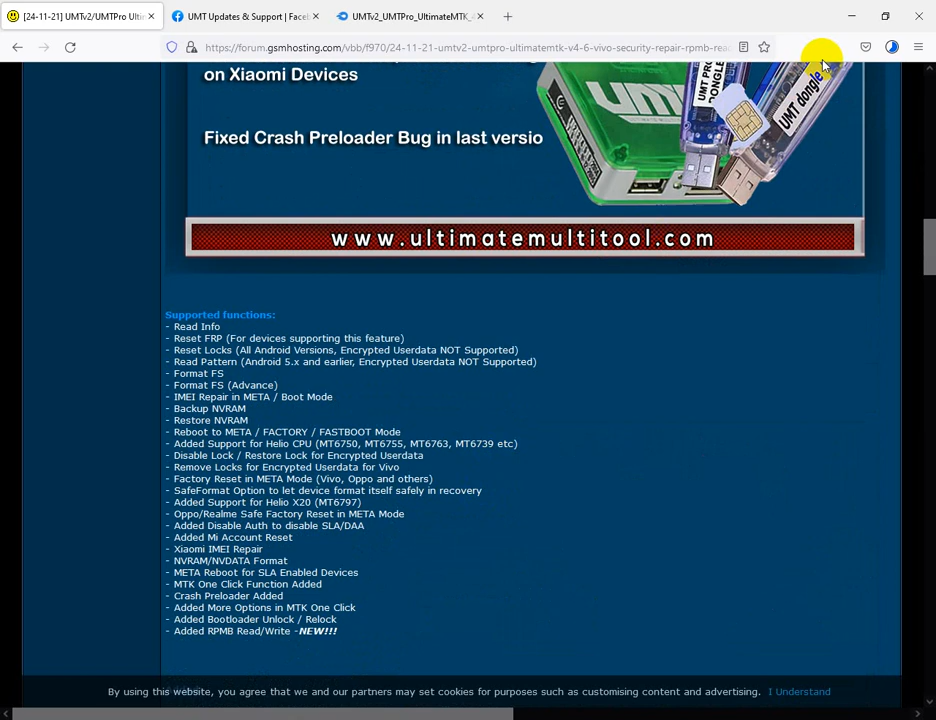 [24-11-21] UMTv2/UMTPro Ulti
UMT Updates & Support | Fac
UMTv2_UMTPro_UltimateMTK_
https://forum.gsmhosting.com/vbb/f970/24-11-21-umtv2-umtpro-ultimatemtk-v4-6-vivo-security-repair-rpmb-rea
on Xiaomi Devices
UMT PRO
DONGLE
UMT dongle
UMT
Fixed Crash Preloader Bug in last versio
www.ultimatemultitool.com
Supported functions:
- Read Info
- Reset FRP (For devices supporting this feature)
- Reset Locks (All Android Versions, Encrypted Userdata NOT Supported)
- Read Pattern (Android 5.x and earlier, Encrypted Userdata NOT Supported)
- Format FS
- Format FS (Advance)
- IMEI Repair in META / Boot Mode
- Backup NVRAM
- Restore NVRAM
- Reboot to META / FACTORY / FASTBOOT Mode
- Added Support for Helio CPU (MT6750, MT6755, MT6763, MT6739 etc)
- Disable Lock / Restore Lock for Encrypted Userdata
- Remove Locks for Encrypted Userdata for Vivo
- Factory Reset in META Mode (Vivo, Oppo and others)
- SafeFormat Option to let device format itself safely in recovery
- Added Support for Helio X20 (MT6797)
- Oppo/Realme Safe Factory Reset in META Mode
- Added Disable Auth to disable SLA/DAA
- Added Mi Account Reset
- Xiaomi IMEI Repair
- NVRAM/NVDATA Format
- META Reboot for SLA Enabled Devices
- MTK One Click Function Added
- Crash Preloader Added
- Added More Options in MTK One Click
- Added Bootloader Unlock / Relock
- Added RPMB Read/Write -NEW!!!
By using this website, you agree that we and our partners may set cookies for purposes such as customising content and advertising. I Understand